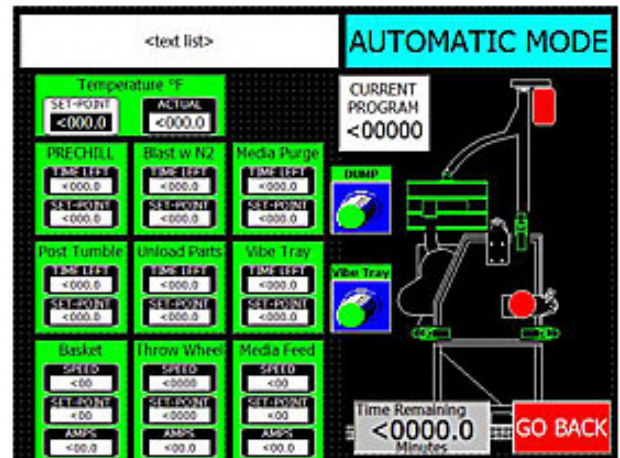 <text list>
AUTOMATIC MODE
Temperature °F
SET-POINT ACTUAL
<000.0 <000.0
CURRENT
PROGRAM
<00000
PRECHILL Blast w N2 Media Purge
TIME LEFT TIME LEFT TIME LEFT
<000.0 <000.0 <000.0
SET-POINT SET-POINT SET-POINT
<000.0 <000.0 <000.0
DUMP
Post Tumble Unload Parts Vibe Tray
TIME LEFT TIME LEFT TIME LEFT
<000.0 <000.0 <000.0
SET-POINT SET-POINT SET-POINT
<000.0 <000.0 <000.0
Vibe Tray
Basket Throw Wheel Media Feed
SPEED SPEED SPEED
<00 <0000 <00
SET-POINT SET-POINT SET-POINT
<00 <0000 <00
AMPS AMPS AMPS
<00.0 <00.0 <00.0
Time Remaining
<0000.0
Minutes
GO BACK